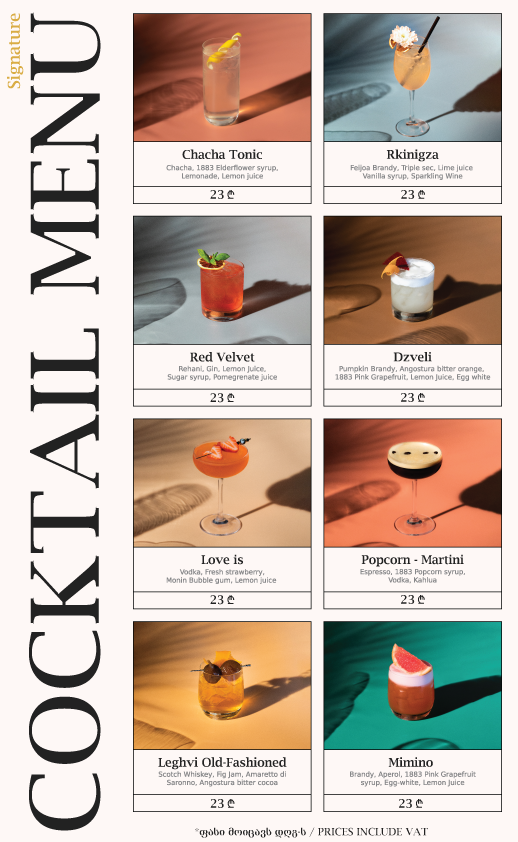 Signature
COCKTAIL MENU
Chacha Tonic
Chacha, 1883 Elderflower syrup,
Lemonade, Lemon juice
23 ₾
Rkinigza
Feijoa Brandy, Triple sec, Lime juice
Vanilla syrup, Sparkling Wine
23 ₾
Red Velvet
Rehani, Gin, Lemon Juice,
Sugar syrup, Pomegrenate juice
23 ₾
Dzveli
Pumpkin Brandy, Angostura bitter orange,
1883 Pink Grapefruit, Lemon Juice, Egg white
23 ₾
Love is
Vodka, Fresh strawberry,
Monin Bubble gum, Lemon juice
23 ₾
Popcorn - Martini
Espresso, 1883 Popcorn syrup,
Vodka, Kahlua
23 ₾
Leghvi Old-Fashioned
Scotch Whiskey, Fig Jam, Amaretto di
Saronno, Angostura bitter cocoa
23 ₾
Mimino
Brandy, Aperol, 1883 Pink Grapefruit
syrup, Egg-white, Lemon Juice
23 ₾
*ფასი მოიცავს დღგ-ს / PRICES INCLUDE VAT